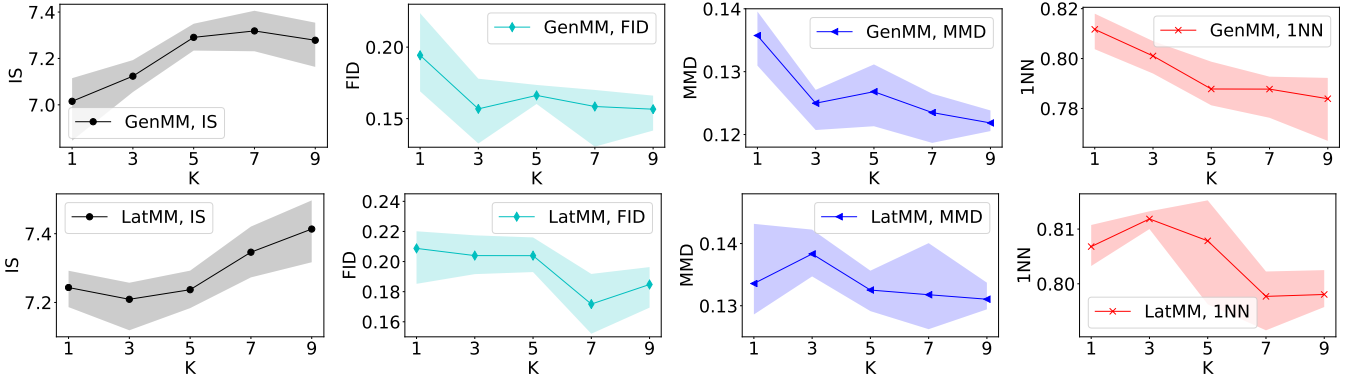 7.4
7.2
7.0
IS
GenMM, IS
1 3 5 7 9
K
0.20
0.15
FID
GenMM, FID
1 3 5 7 9
K
0.14
0.13
0.12
MMD
GenMM, MMD
1 3 5 7 9
K
0.82
0.80
0.78
1NN
GenMM, 1NN
1 3 5 7 9
K
7.4
7.2
IS
LatMM, IS
1 3 5 7 9
K
0.24
0.22
0.20
0.18
0.16
FID
LatMM, FID
1 3 5 7 9
K
0.14
0.13
MMD
LatMM, MMD
1 3 5 7 9
K
0.81
0.80
1NN
LatMM, 1NN
1 3 5 7 9
K